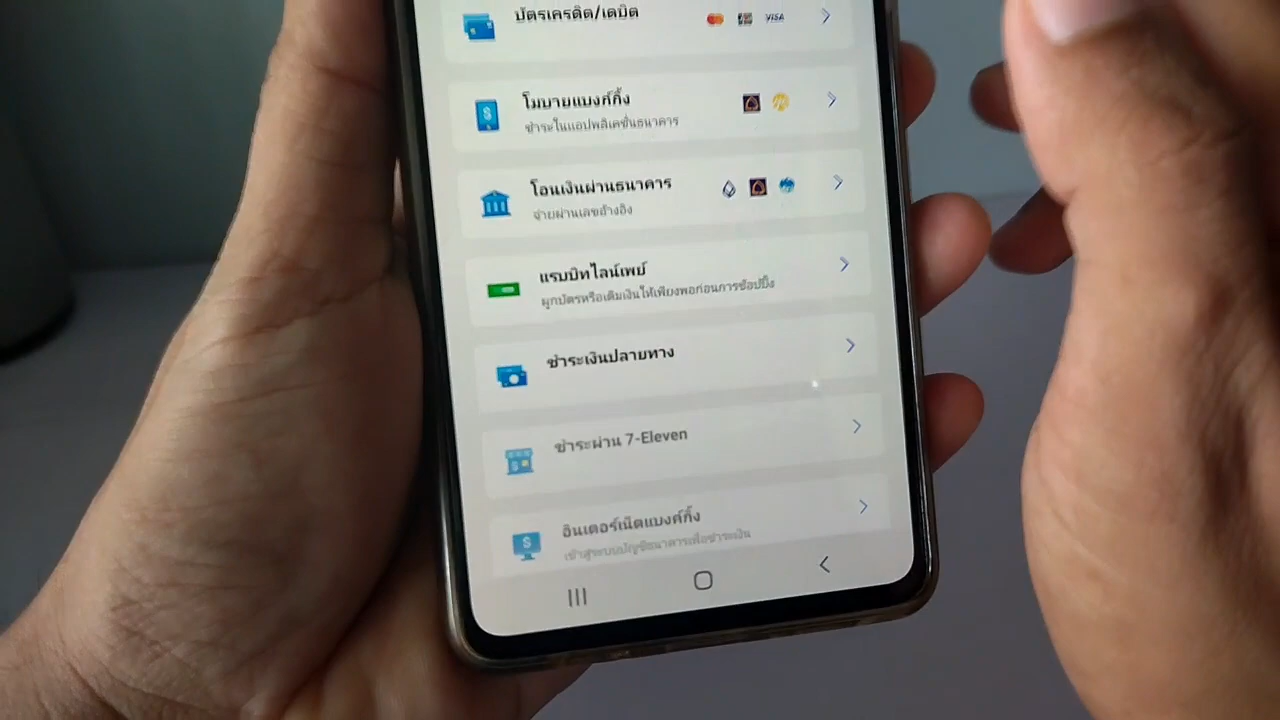 บัตรเครดิต/เดบิต
VISA
โมบายแบงก์กิ้ง
ชำระในแอปพลิเคชั่นธนาคาร
โอนเงินผ่านธนาคาร
จ่ายผ่านเลขอ้างอิง
แรบบิทไลน์เพย์
ผูกบัตรหรือเติมเงินให้เพียงพอก่อนการช้อปปิ้ง
ชำระเงินปลายทาง
ชำระผ่าน 7-Eleven
อินเตอร์เน็ตแบงค์กิ้ง
เข้าสู่ระบบบัญชีธนาคารเพื่อชำระเงิน